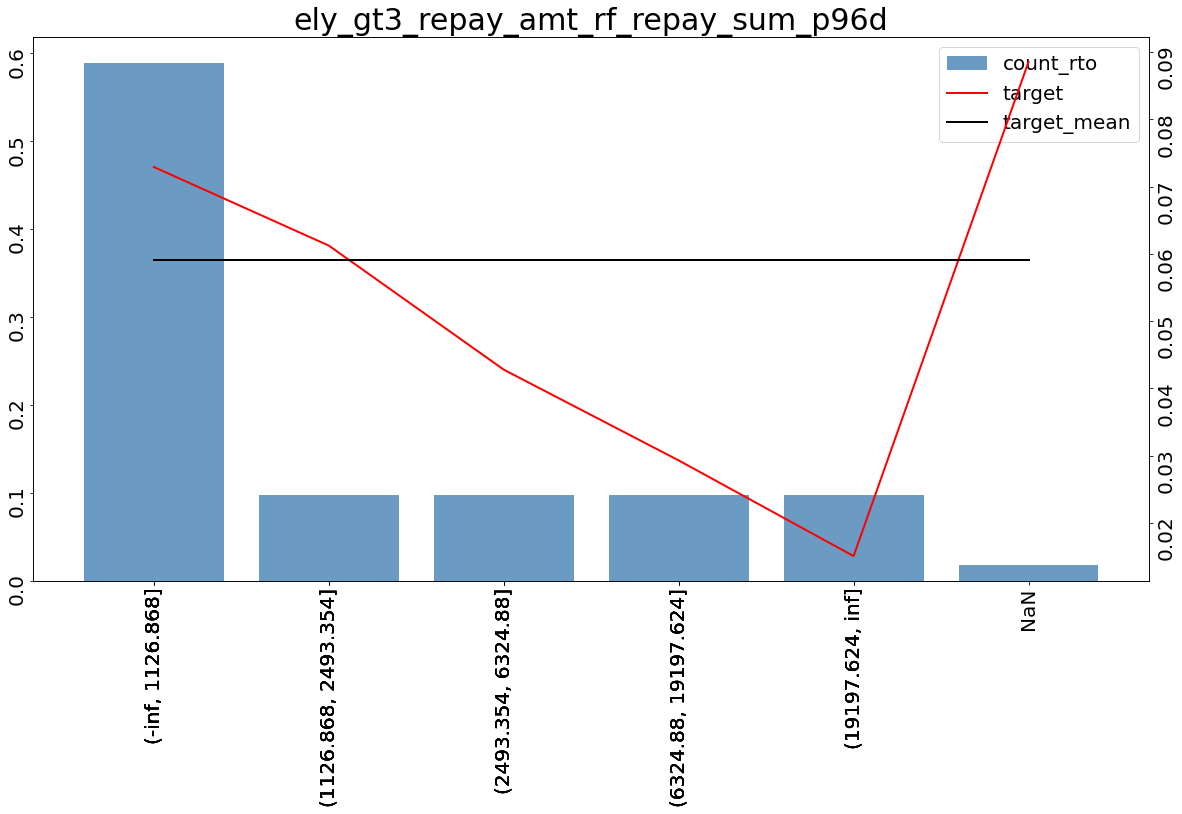 ely_gt3_repay_amt_rf_repay_sum_p96d
count_rto
target
target_mean
0.6
0.5
0.4
0.3
0.2
0.1
0.0
0.09
0.08
0.07
0.06
0.05
0.04
0.03
0.02
(-inf, 1126.868]
(1126.868, 2493.354]
(2493.354, 6324.88]
(6324.88, 19197.624]
(19197.624, inf]
NaN